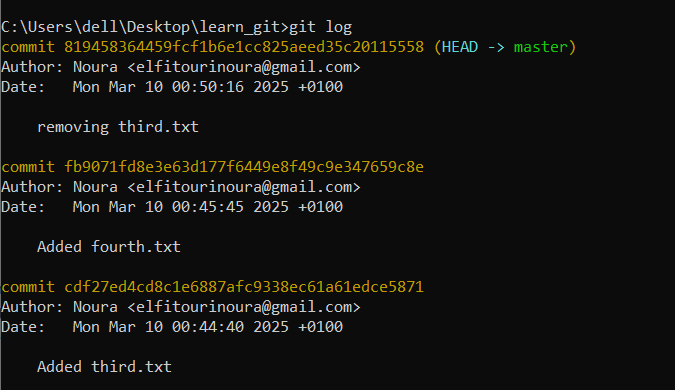 C:\Users\dell\Desktop\learn_git>git log
commit 819458364459fcf1b6e1cc825aeed35c20115558 (HEAD -> master)
Author: Noura <elfitourinoura@gmail.com>
Date:   Mon Mar 10 00:50:16 2025 +0100
removing third.txt
commit fb9071fd8e3e63d177f6449e8f49c9e347659c8e
Author: Noura <elfitourinoura@gmail.com>
Date:   Mon Mar 10 00:45:45 2025 +0100
Added fourth.txt
commit cdf27ed4cd8c1e6887afc9338ec61a61edce5871
Author: Noura <elfitourinoura@gmail.com>
Date:   Mon Mar 10 00:44:40 2025 +0100
Added third.txt